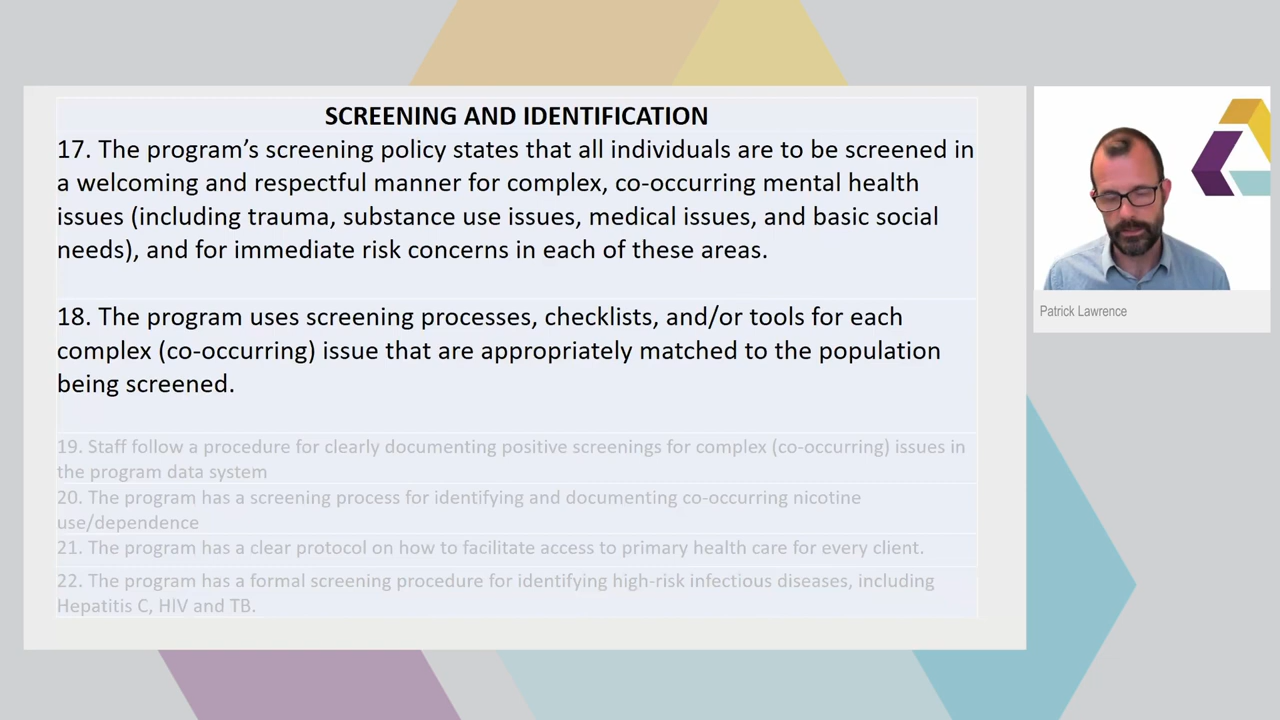 SCREENING AND IDENTIFICATION
17. The program's screening policy states that all individuals are to be screened in
a welcoming and respectful manner for complex, co-occurring mental health
issues (including trauma, substance use issues, medical issues, and basic social
needs), and for immediate risk concerns in each of these areas.
18. The program uses screening processes, checklists, and/or tools for each
complex (co-occurring) issue that are appropriately matched to the population
being screened.
19. Staff follow a procedure for clearly documenting positive screenings for complex (co-occurring) issues in
the program data system
20. The program has a screening process for identifying and documenting co-occurring nicotine
use/dependence
21. The program has a clear protocol on how to facilitate access to primary health care for every client.
22. The program has a formal screening procedure for identifying high-risk infectious diseases, including
Hepatitis C, HIV and TB.
Patrick Lawrence